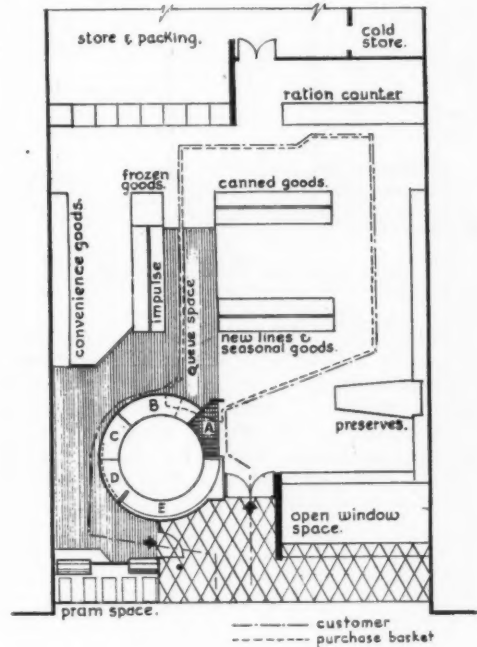 store & packing.
cold
store.
ration counter
frozen
goods.
canned goods.
convenience goods.
impulse
queue space
new lines &
seasonal goods.
B
A
C
D
E
preserves.
open window
space.
pram space.
customer
purchase basket